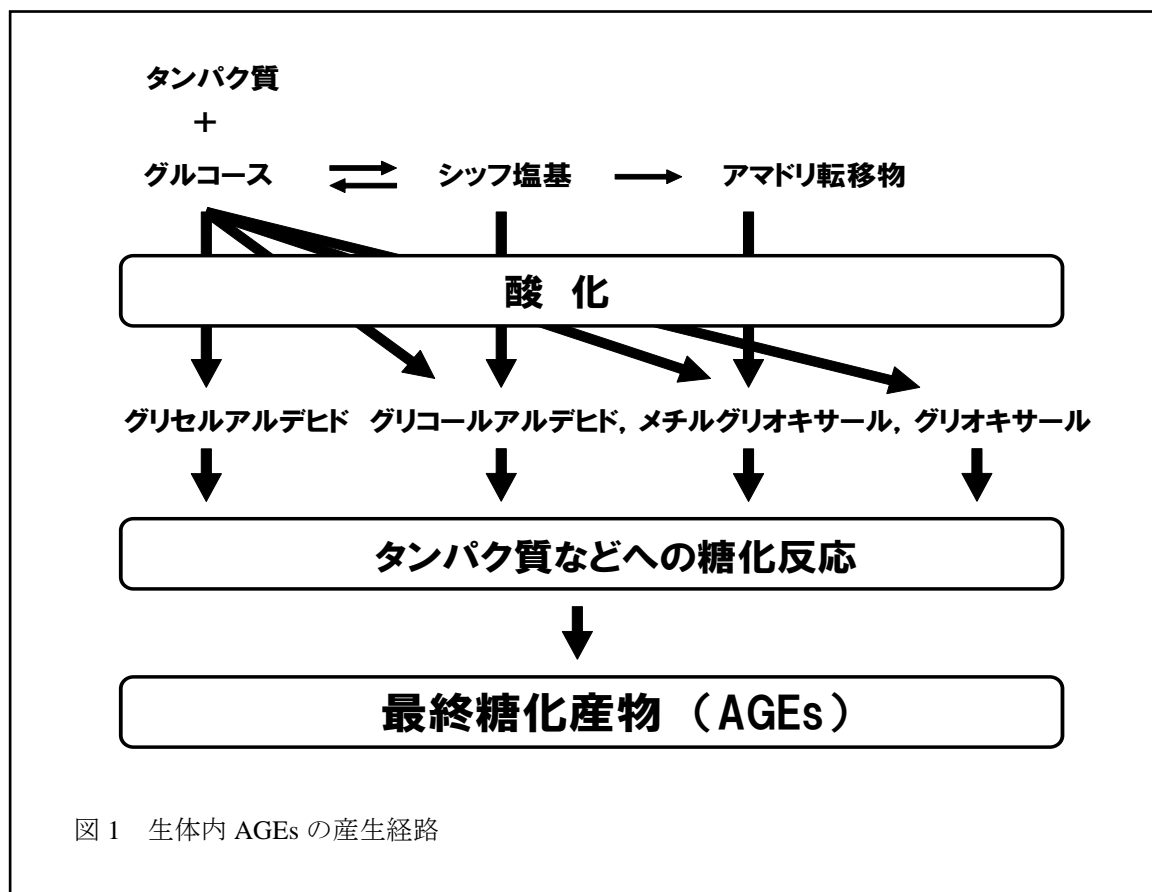 タンパク質
+
グルコース シッフ塩基 アマドリ転移物
酸 化
グリセルアルデヒド グリコールアルデヒド, メチルグリオキサール, グリオキサール
タンパク質などへの糖化反応
最終糖化産物 (AGEs)
図 1 生体内 AGEs の産生経路